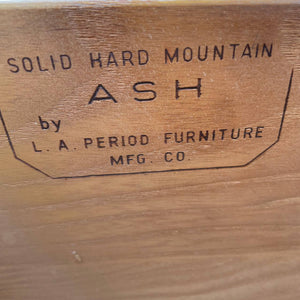 SOLID HARD MOUNTAIN
ASH
by
L. A. PERIOD FURNITURE
MFG. CO.